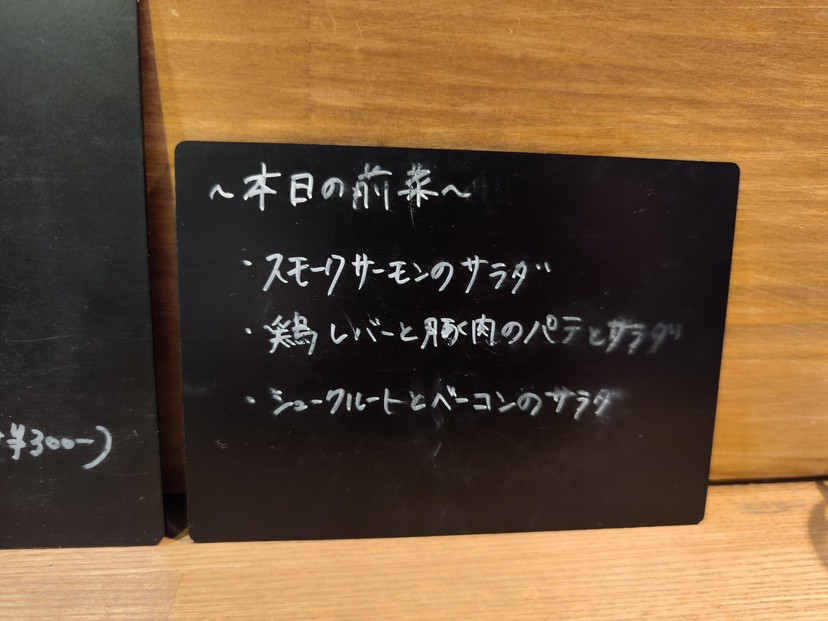 ~本日の前菜~
・スモークサーモンのサラダ
・鶏レバーと豚肉のパテとサラダ
・シュークルートとベーコンのサラダ
¥300-)